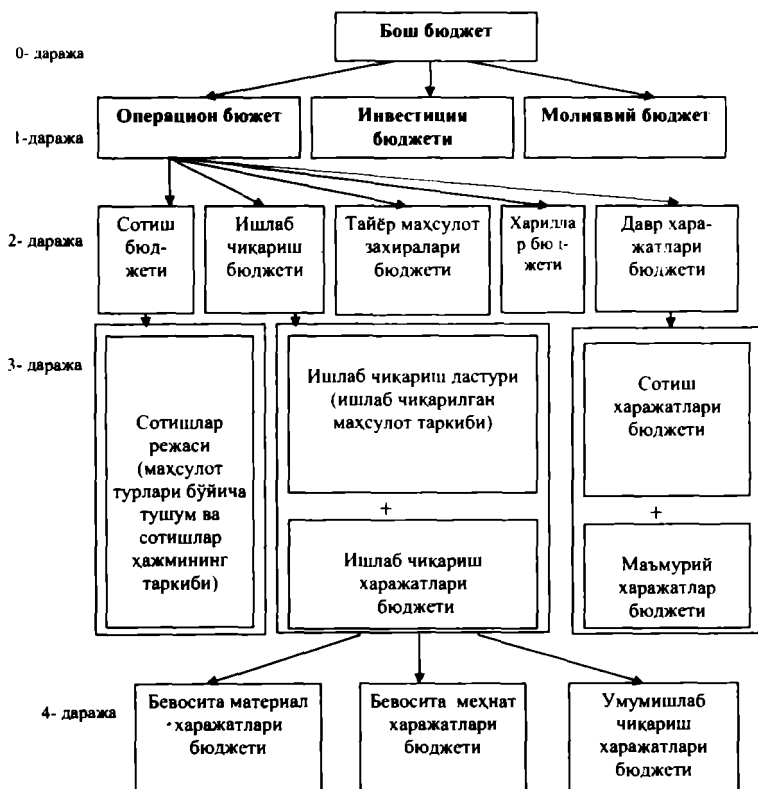 Бош бюджет
0- даража
Операцион бюжет
Инвестиция
бюджети
Молиявий бюджет
1-даража
2- даража
Сотиш
бюд-
жети
Ишлаб
чиқариш
бюджети
Тайёр маҳсулот
захиралари
бюджети
Давр хара-
жатлари
бюджети
3- даража
Сотишлар
режаси
(маҳсулот
турлари бўйича
тушум ва
сотишлар
ҳажмининг
таркиби)
Ишлаб чиқариш дастури
(ишлаб чиқарилган
маҳсулот таркиби)
+
Ишлаб чиқариш
харажатлари
бюджети
Сотиш
харажатлари
бюджети
+
Маъмурий
харажатлар
бюджети
4- даража
Бевосита материал
харажатлари
бюджети
Бевосита меҳнат
харажатлари
бюджети
Умумишлаб
чиқариш
харажатлари
бюджети